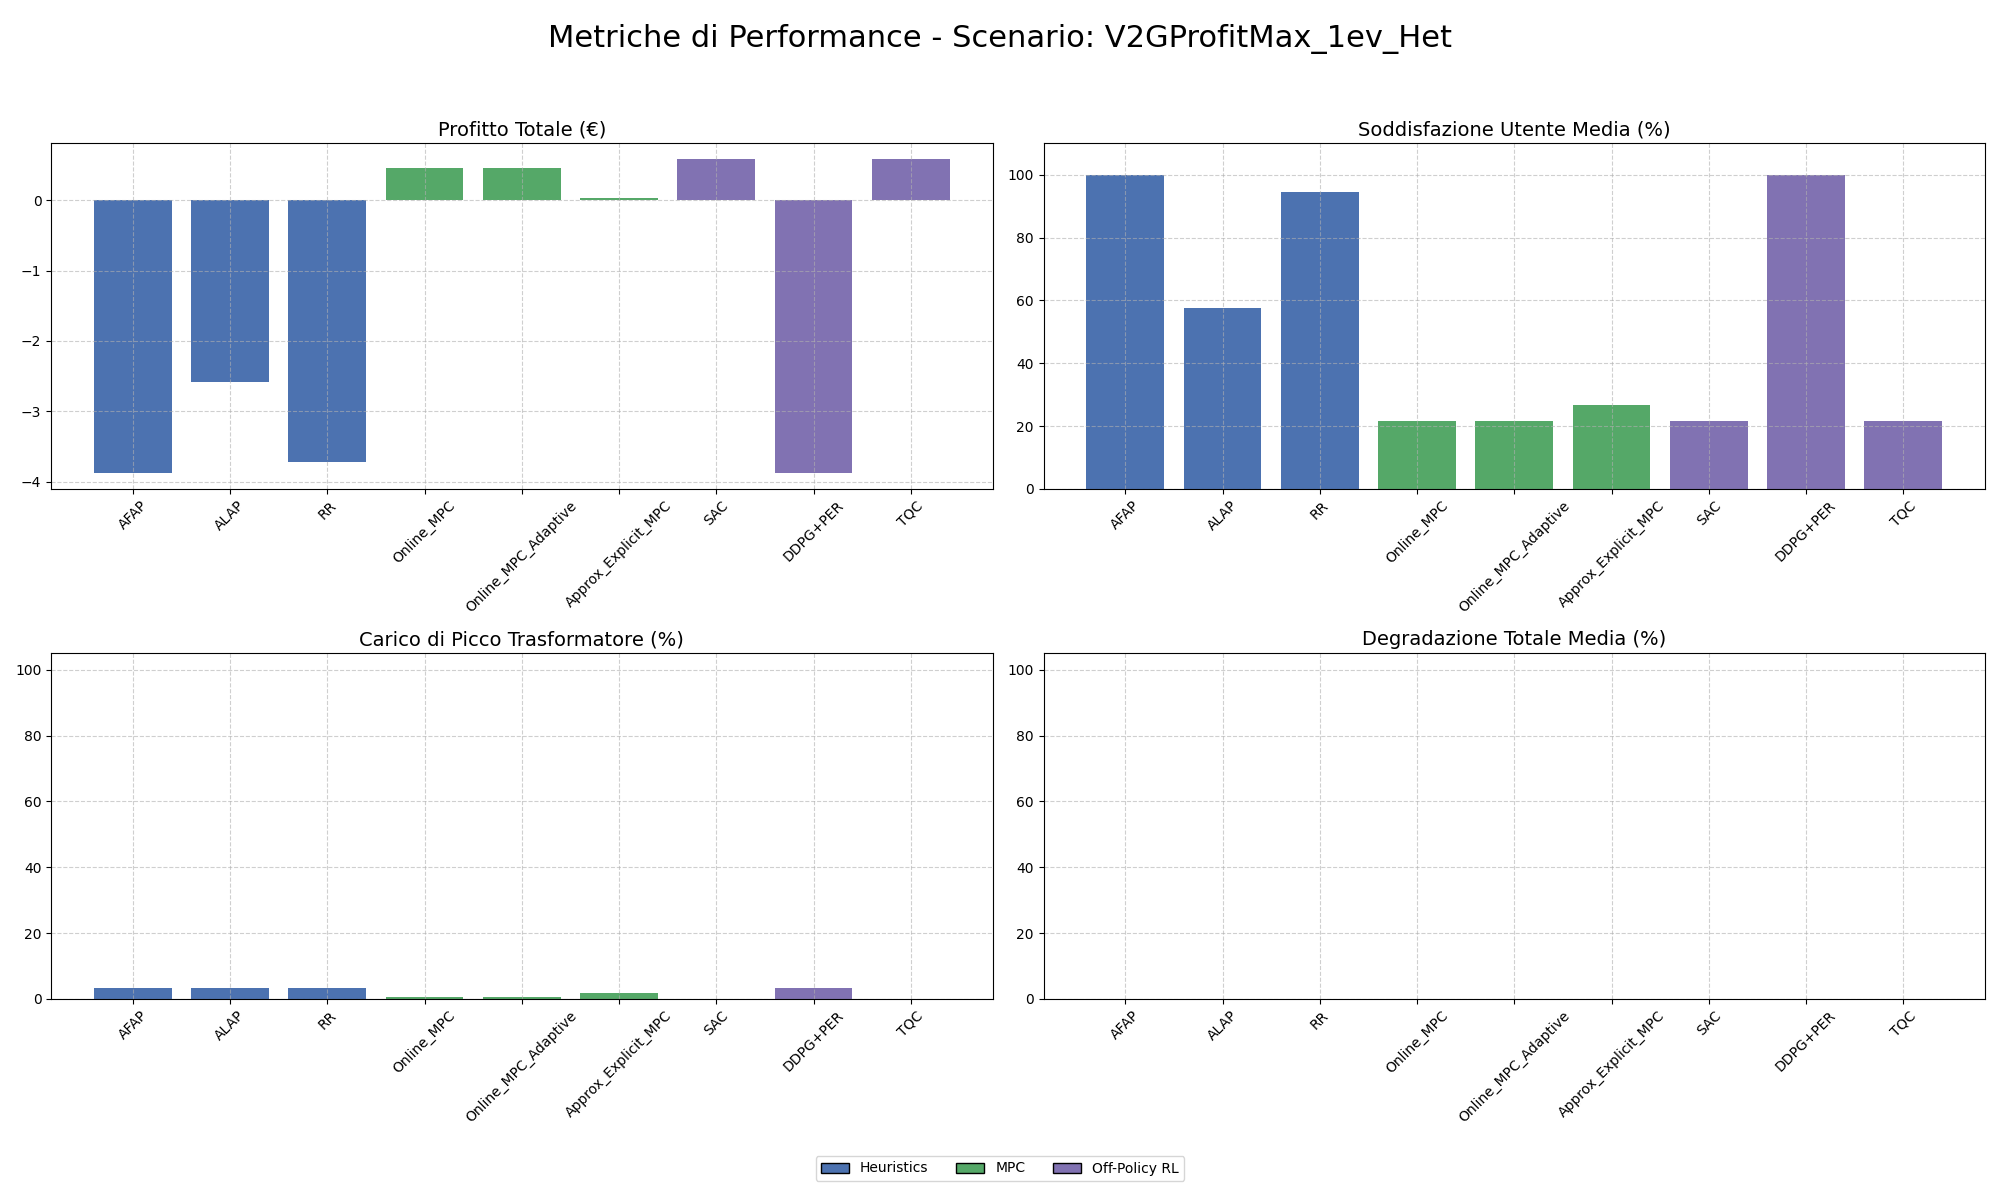 Metriche di Performance - Scenario: V2GProfitMax_1ev_Het
Profitto Totale (€)
0
−1
−2
−3
−4
AFAP
ALAP
RR
Online_MPC
Online_MPC_Adaptive
Approx_Explicit_MPC
SAC
DDPG+PER
TQC
Soddisfazione Utente Media (%)
100
80
60
40
20
0
AFAP
ALAP
RR
Online_MPC
Online_MPC_Adaptive
Approx_Explicit_MPC
SAC
DDPG+PER
TQC
Carico di Picco Trasformatore (%)
100
80
60
40
20
0
AFAP
ALAP
RR
Online_MPC
Online_MPC_Adaptive
Approx_Explicit_MPC
SAC
DDPG+PER
TQC
Degradazione Totale Media (%)
100
80
60
40
20
0
AFAP
ALAP
RR
Online_MPC
Online_MPC_Adaptive
Approx_Explicit_MPC
SAC
DDPG+PER
TQC
Heuristics
MPC
Off-Policy RL